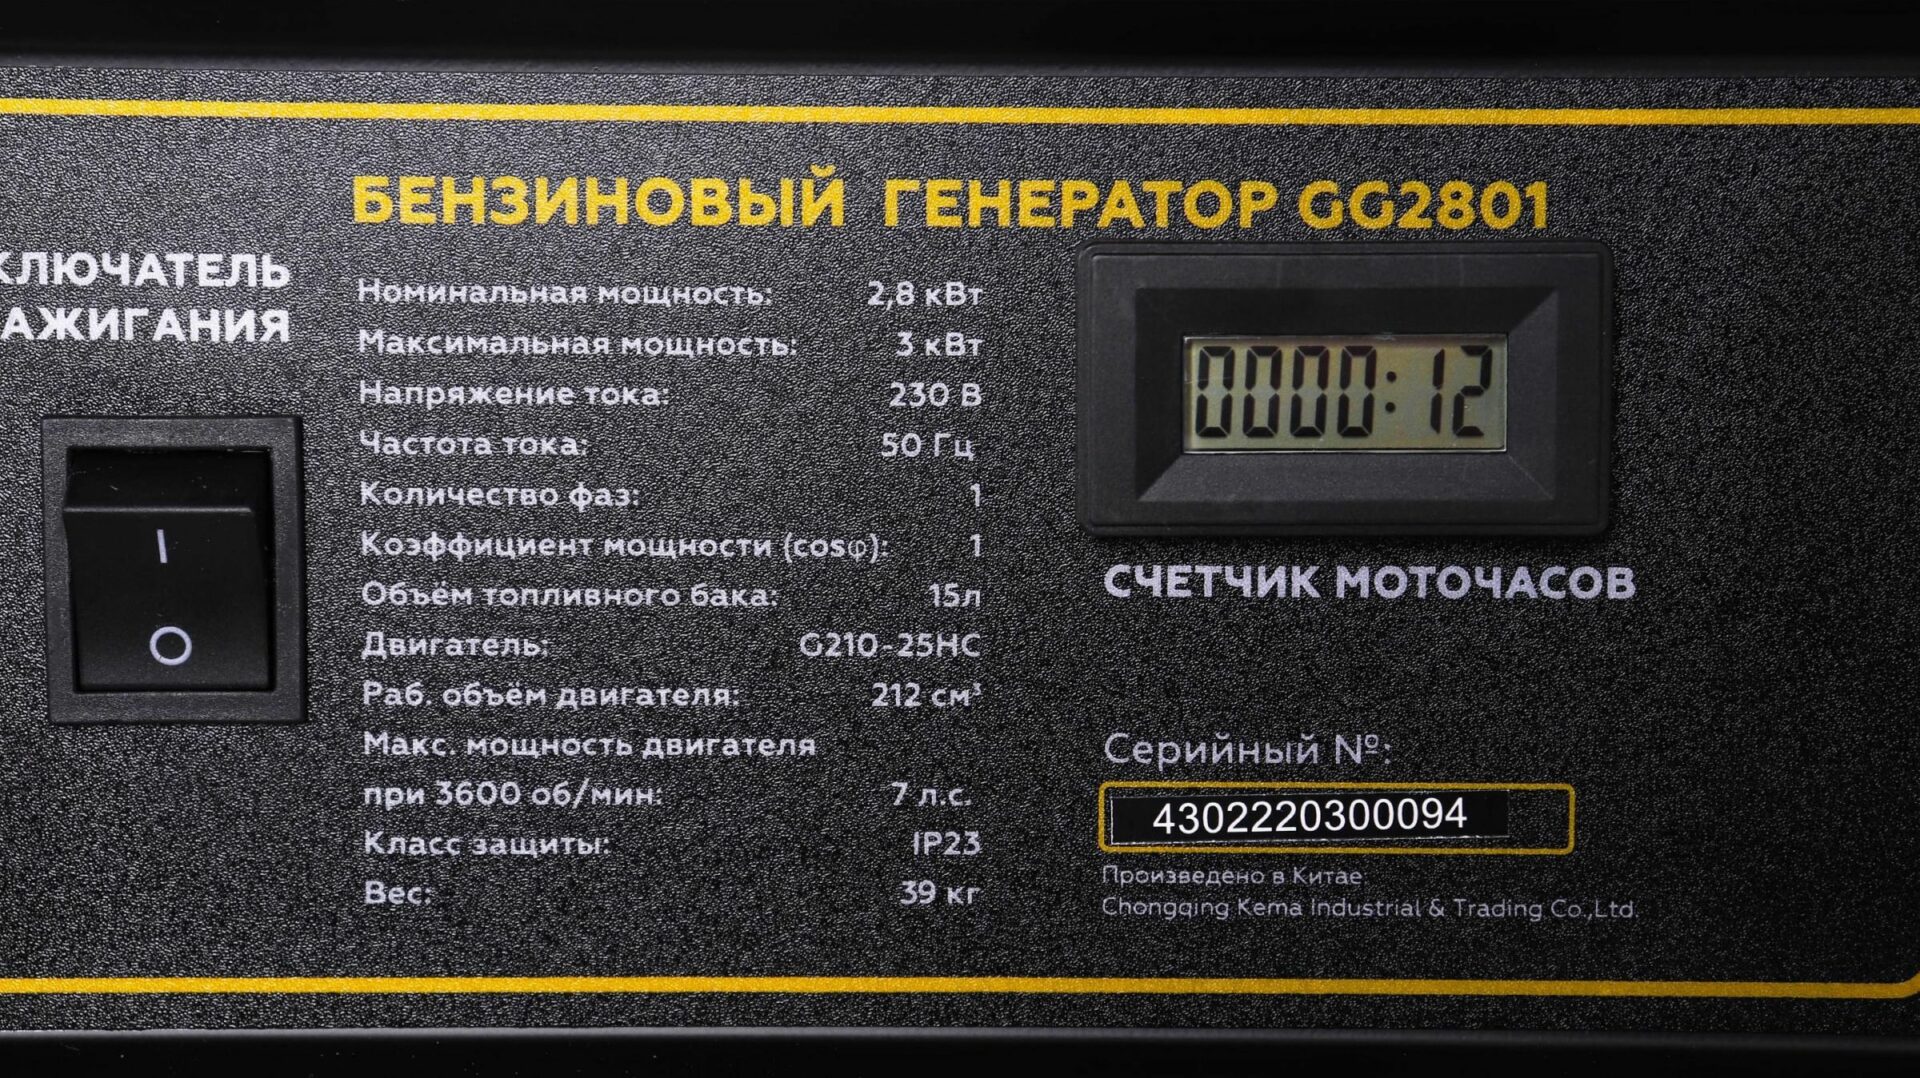 БЕНЗИНОВЫЙ ГЕНЕРАТОР GG2801
КЛЮЧАТЕЛЬ
АЖИГАНИЯ
I
O
Номинальная мощность: 2,8 кВт
Максимальная мощность: 3 кВт
Напряжение тока: 230 В
Частота тока: 50 Гц
Количество фаз: 1
Коэффициент мощности (cosφ): 1
Объём топливного бака: 15л
Двигатель: G210-25HC
Раб. объём двигателя: 212 см³
Макс. мощность двигателя
при 3600 об/мин: 7 л.с.
Класс защиты: IP23
Вес: 39 кг
0000:12
СЧЕТЧИК МОТОЧАСОВ
Серийный №:
4302220300094
Произведено в Китае
Chongqing Kema Industrial & Trading Co.,Ltd.